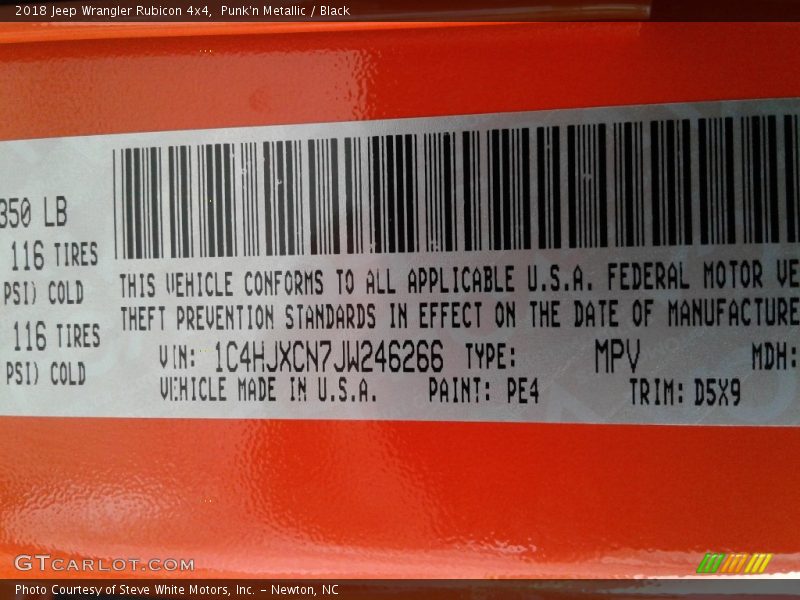 2018 Jeep Wrangler Rubicon 4x4,  Punk'n Metallic / Black
350 LB
116 TIRES
PSI) COLD
116 TIRES
PSI) COLD
THIS VEHICLE CONFORMS TO ALL APPLICABLE U.S.A. FEDERAL MOTOR VE
THEFT PREVENTION STANDARDS IN EFFECT ON THE DATE OF MANUFACTURE
VIN: 1C4HJXCN7JW246266 TYPE: MPV MDH:
VEHICLE MADE IN U.S.A. PAINT: PE4 TRIM: D5X9
GTCARLOT.COM
Photo Courtesy of Steve White Motors, Inc. – Newton, NC